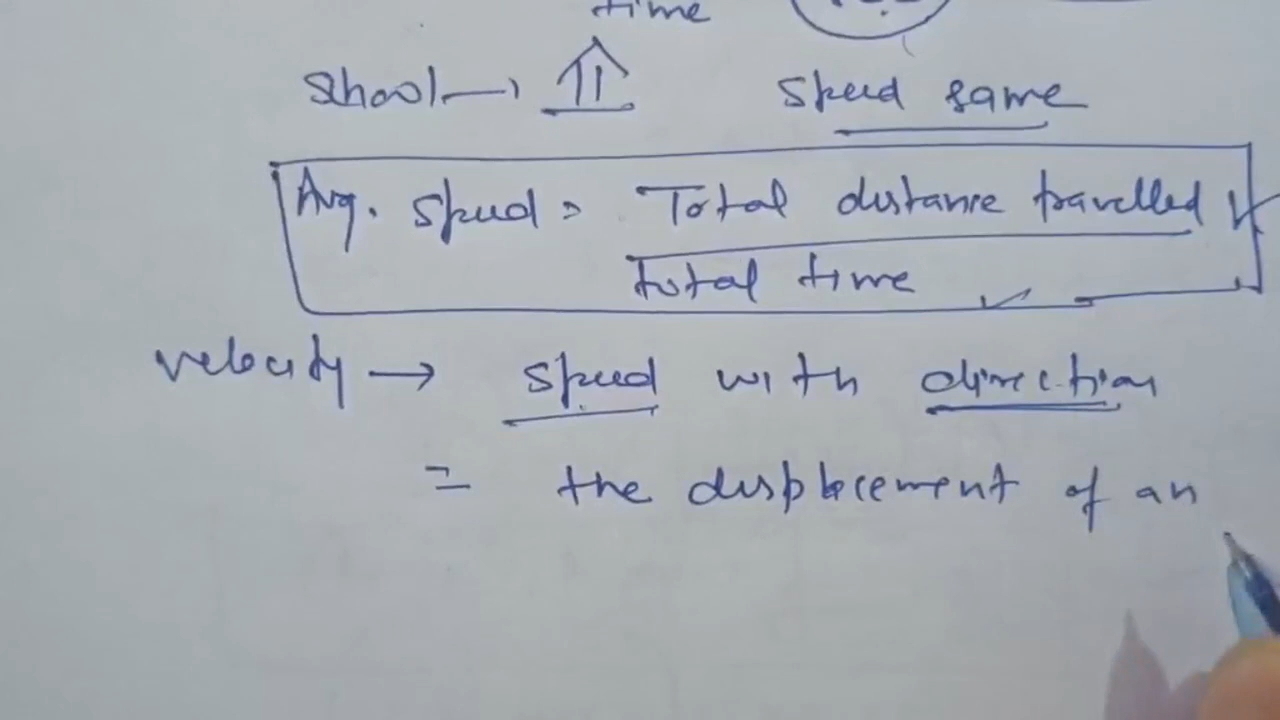 time
school → speed same
Avg. speed = Total distance travelled
total time
velocity → speed with direction
= the displacement of an